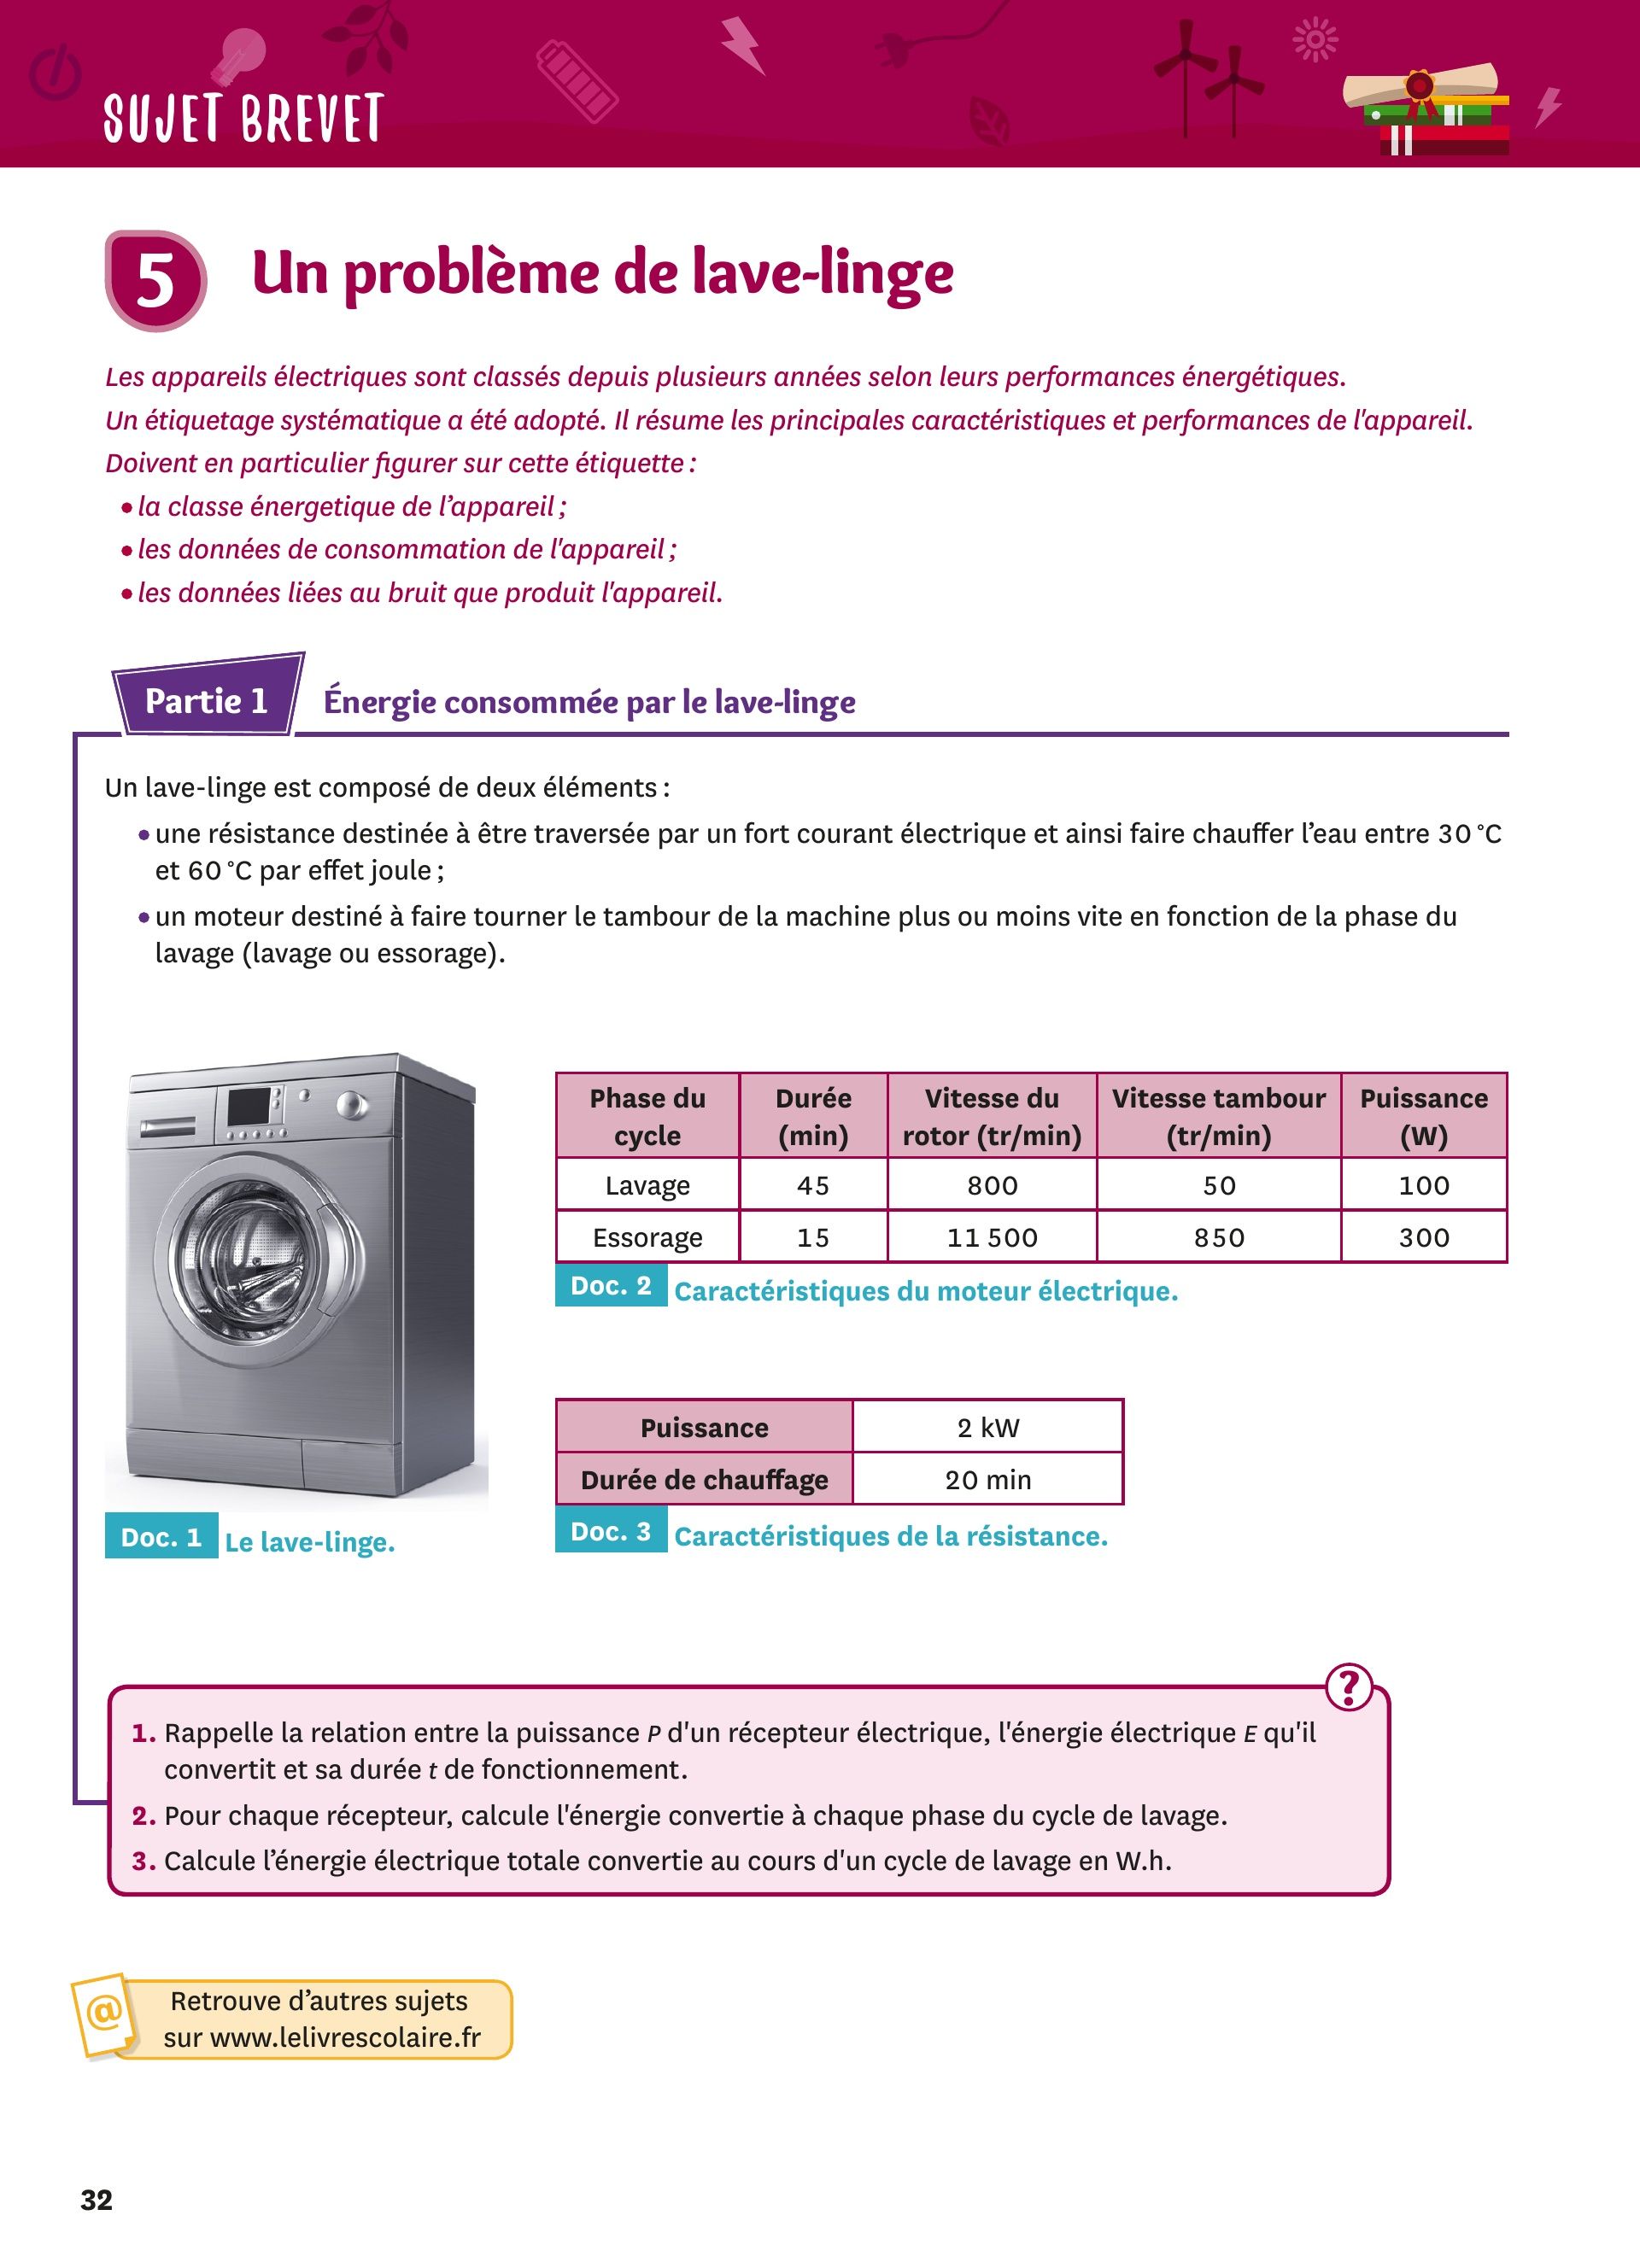 SUJET BREVET
5
Un problème de lave-linge
Les appareils électriques sont classés depuis plusieurs années selon leurs performances énergétiques.
Un étiquetage systématique a été adopté. Il résume les principales caractéristiques et performances de l'appareil.
Doivent en particulier figurer sur cette étiquette :
• la classe énergetique de l’appareil ;
• les données de consommation de l'appareil ;
• les données liées au bruit que produit l'appareil.
Partie 1
Énergie consommée par le lave-linge
Un lave-linge est composé de deux éléments :
• une résistance destinée à être traversée par un fort courant électrique et ainsi faire chauffer l’eau entre 30 °C
et 60 °C par effet joule ;
• un moteur destiné à faire tourner le tambour de la machine plus ou moins vite en fonction de la phase du
lavage (lavage ou essorage).
Phase du cycle Durée (min) Vitesse du rotor (tr/min) Vitesse tambour (tr/min) Puissance (W)
Lavage 45 800 50 100
Essorage 15 11 500 850 300
Doc. 2 Caractéristiques du moteur électrique.
Puissance 2 kW
Durée de chauffage 20 min
Doc. 1 Le lave-linge.
Doc. 3 Caractéristiques de la résistance.
?
1. Rappelle la relation entre la puissance P d'un récepteur électrique, l'énergie électrique E qu'il
convertit et sa durée t de fonctionnement.
2. Pour chaque récepteur, calcule l'énergie convertie à chaque phase du cycle de lavage.
3. Calcule l’énergie électrique totale convertie au cours d'un cycle de lavage en W.h.
@
Retrouve d’autres sujets
sur www.lelivrescolaire.fr
32